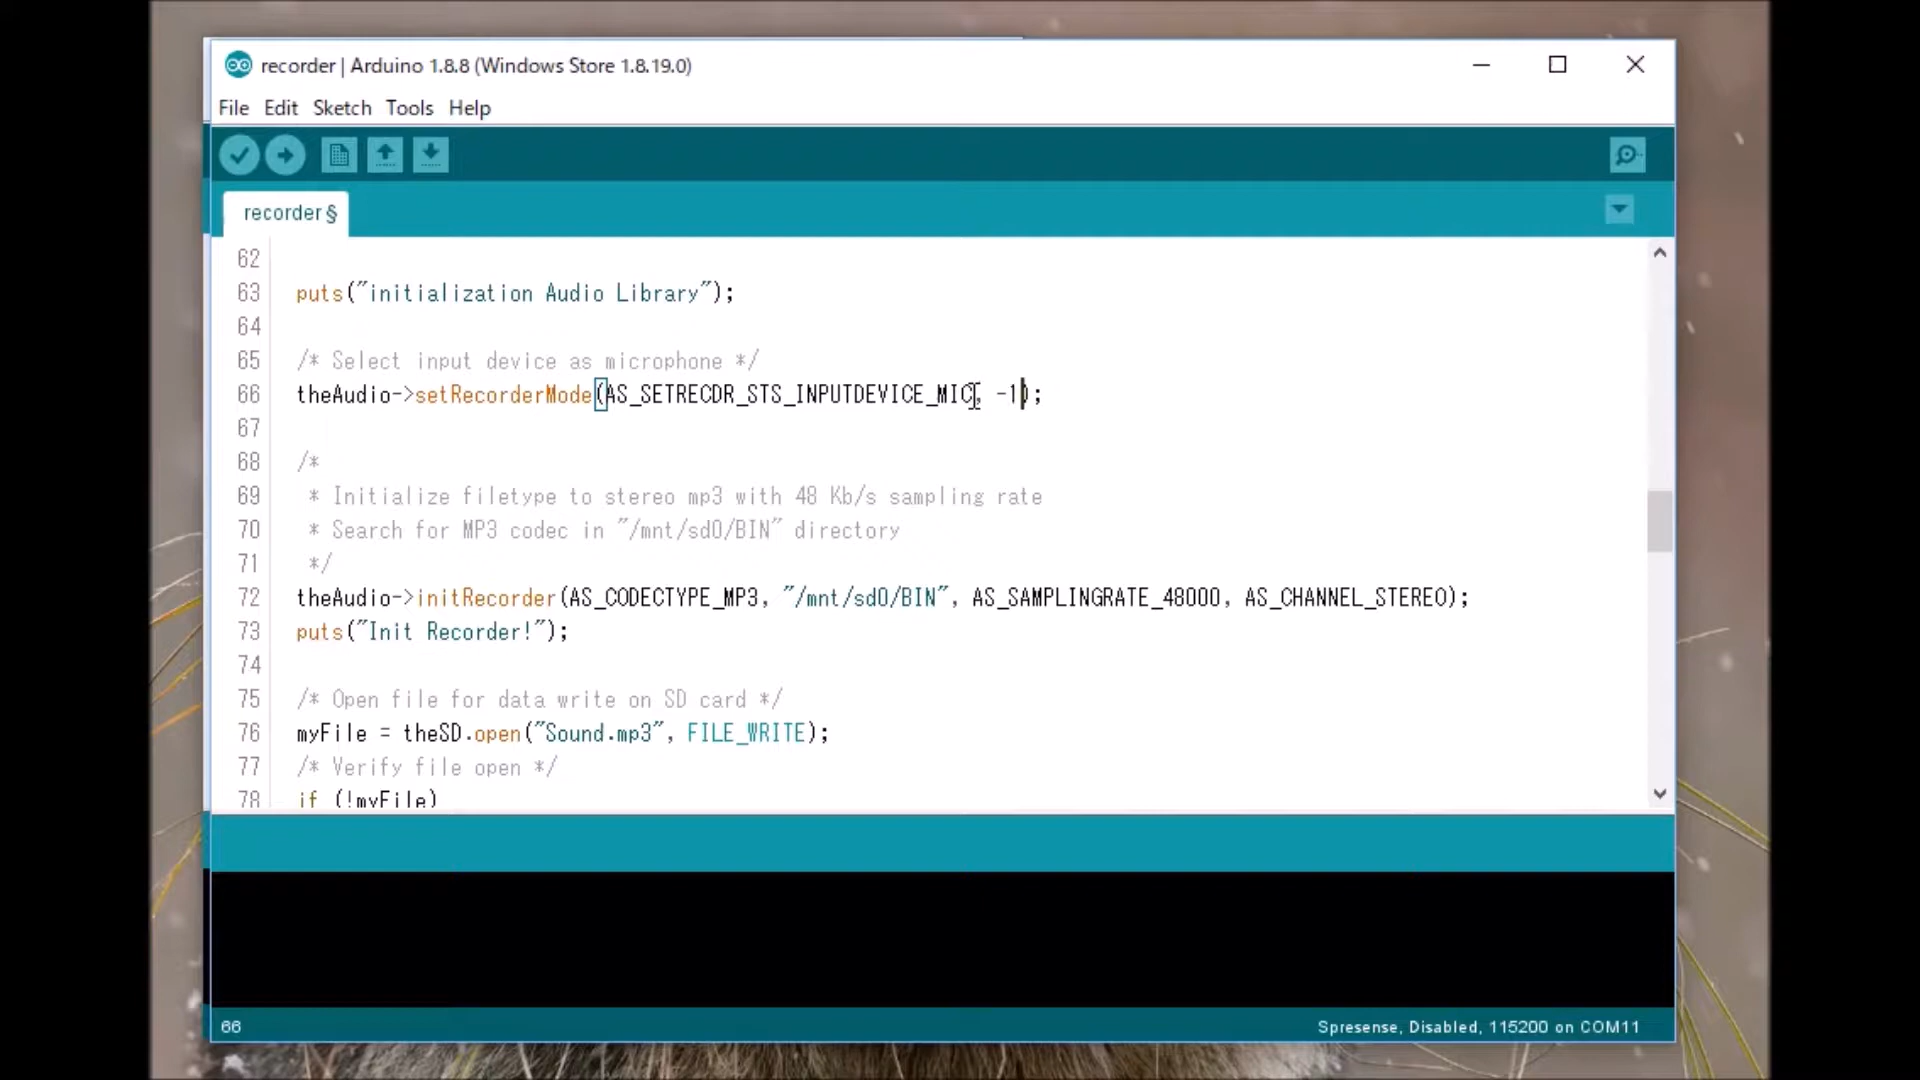 recorder | Arduino 1.8.8 (Windows Store 1.8.19.0)
File Edit Sketch Tools Help
recorder §
62
63 puts("initialization Audio Library");
64
65 /* Select input device as microphone */
66 theAudio->setRecorderMode(AS_SETRECDR_STS_INPUTDEVICE_MIC, -1);
67
68 /*
69 * Initialize filetype to stereo mp3 with 48 Kb/s sampling rate
70 * Search for MP3 codec in "/mnt/sd0/BIN" directory
71 */
72 theAudio->initRecorder(AS_CODECTYPE_MP3, "/mnt/sd0/BIN", AS_SAMPLINGRATE_48000, AS_CHANNEL_STEREO);
73 puts("Init Recorder!");
74
75 /* Open file for data write on SD card */
76 myFile = theSD.open("Sound.mp3", FILE_WRITE);
77 /* Verify file open */
78 if (!myFile)
66 Spresense, Disabled, 115200 on COM11